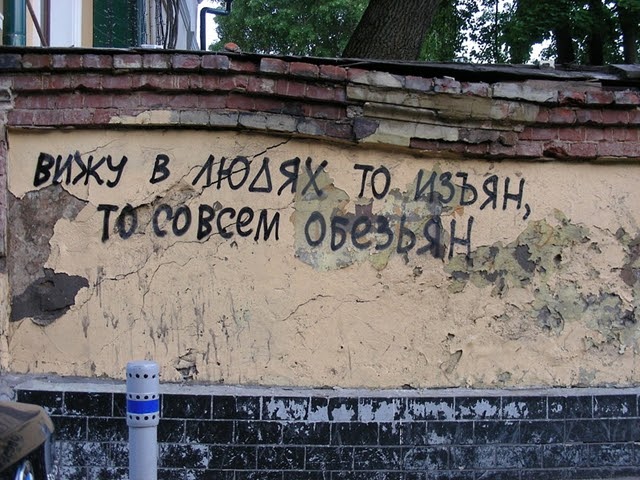 ВИЖУ В ЛЮДЯХ ТО ИЗЪЯН,
ТО СОВСЕМ ОБЕЗЬЯН